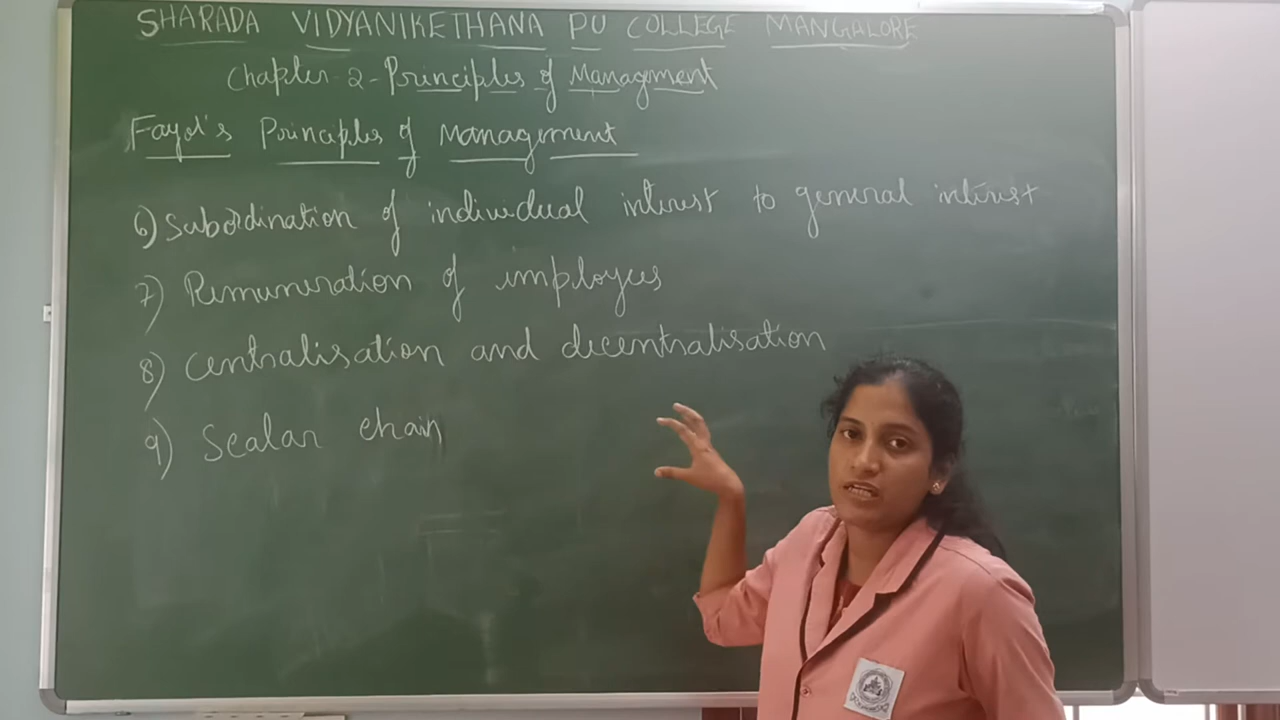 SHARADA VIDYANIKETHANA PU COLLEGE MANGALORE
Chapter-2-Principles of Management
Fayol's Principles of Management
6) Subordination of individual interest to general interest
7) Remuneration of employees
8) Centralisation and decentralisation
9) Scalar chain